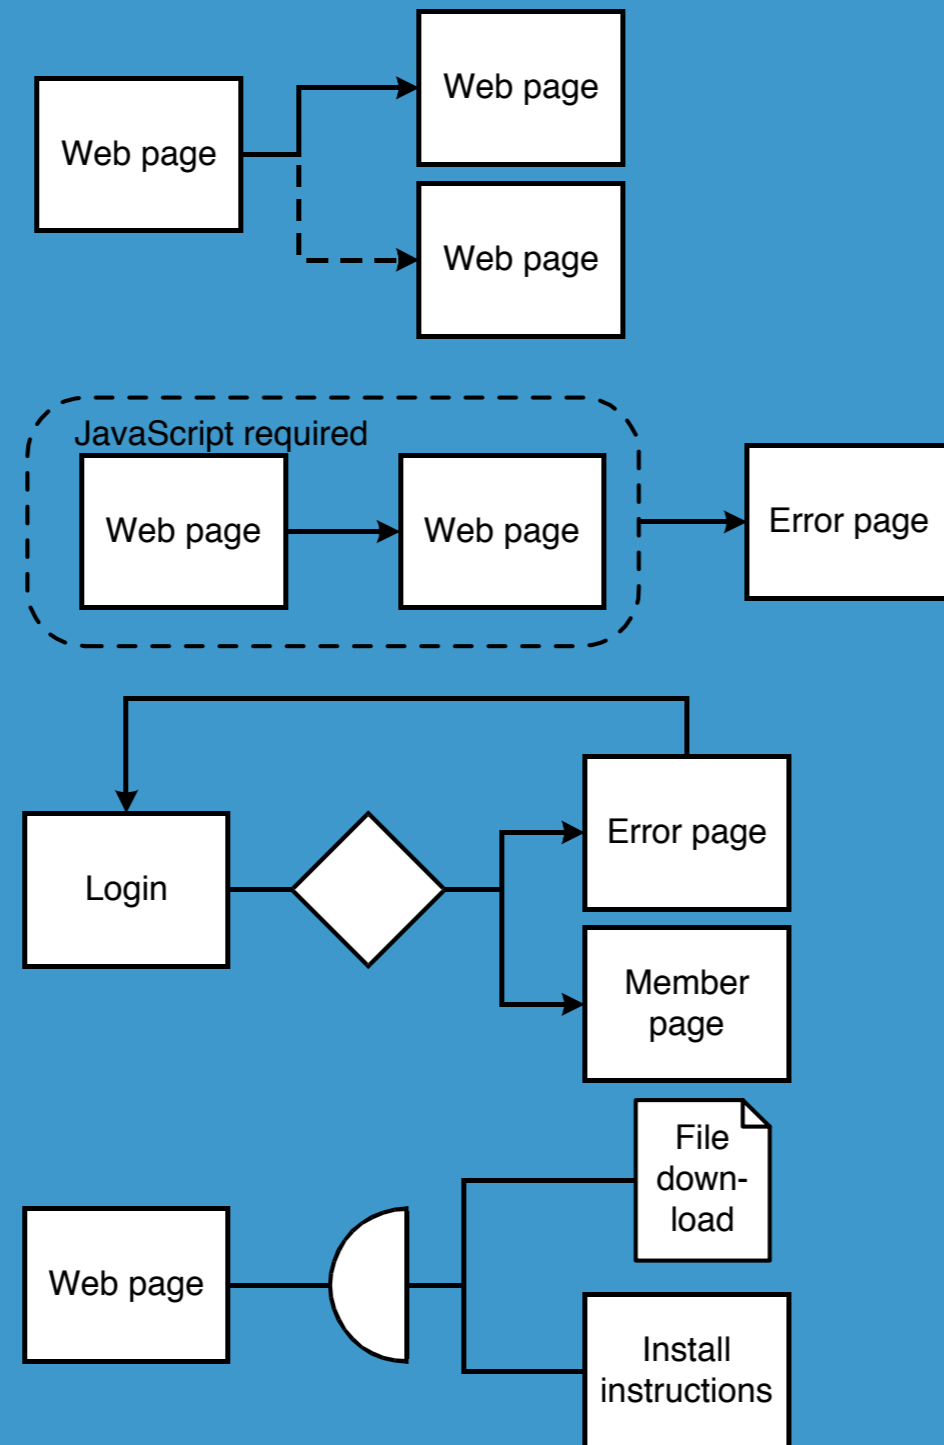 Web page
Web page
Web page
JavaScript required
Web page
Web page
Error page
Error page
Login
Member
page
File
down-
load
Web page
Install
instructions